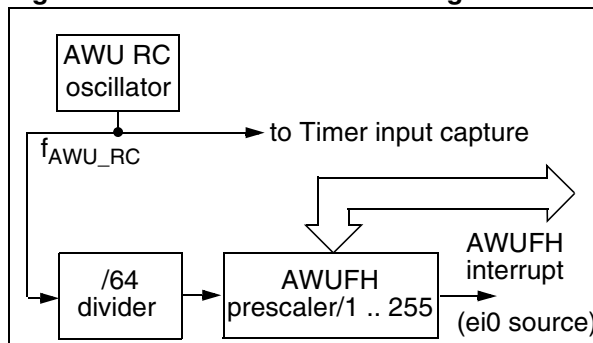 AWU RC
oscillator
to Timer input capture
fAWU_RC
AWUFH
interrupt
/64
divider
AWUFH
prescaler/1 .. 255
(ei0 source)